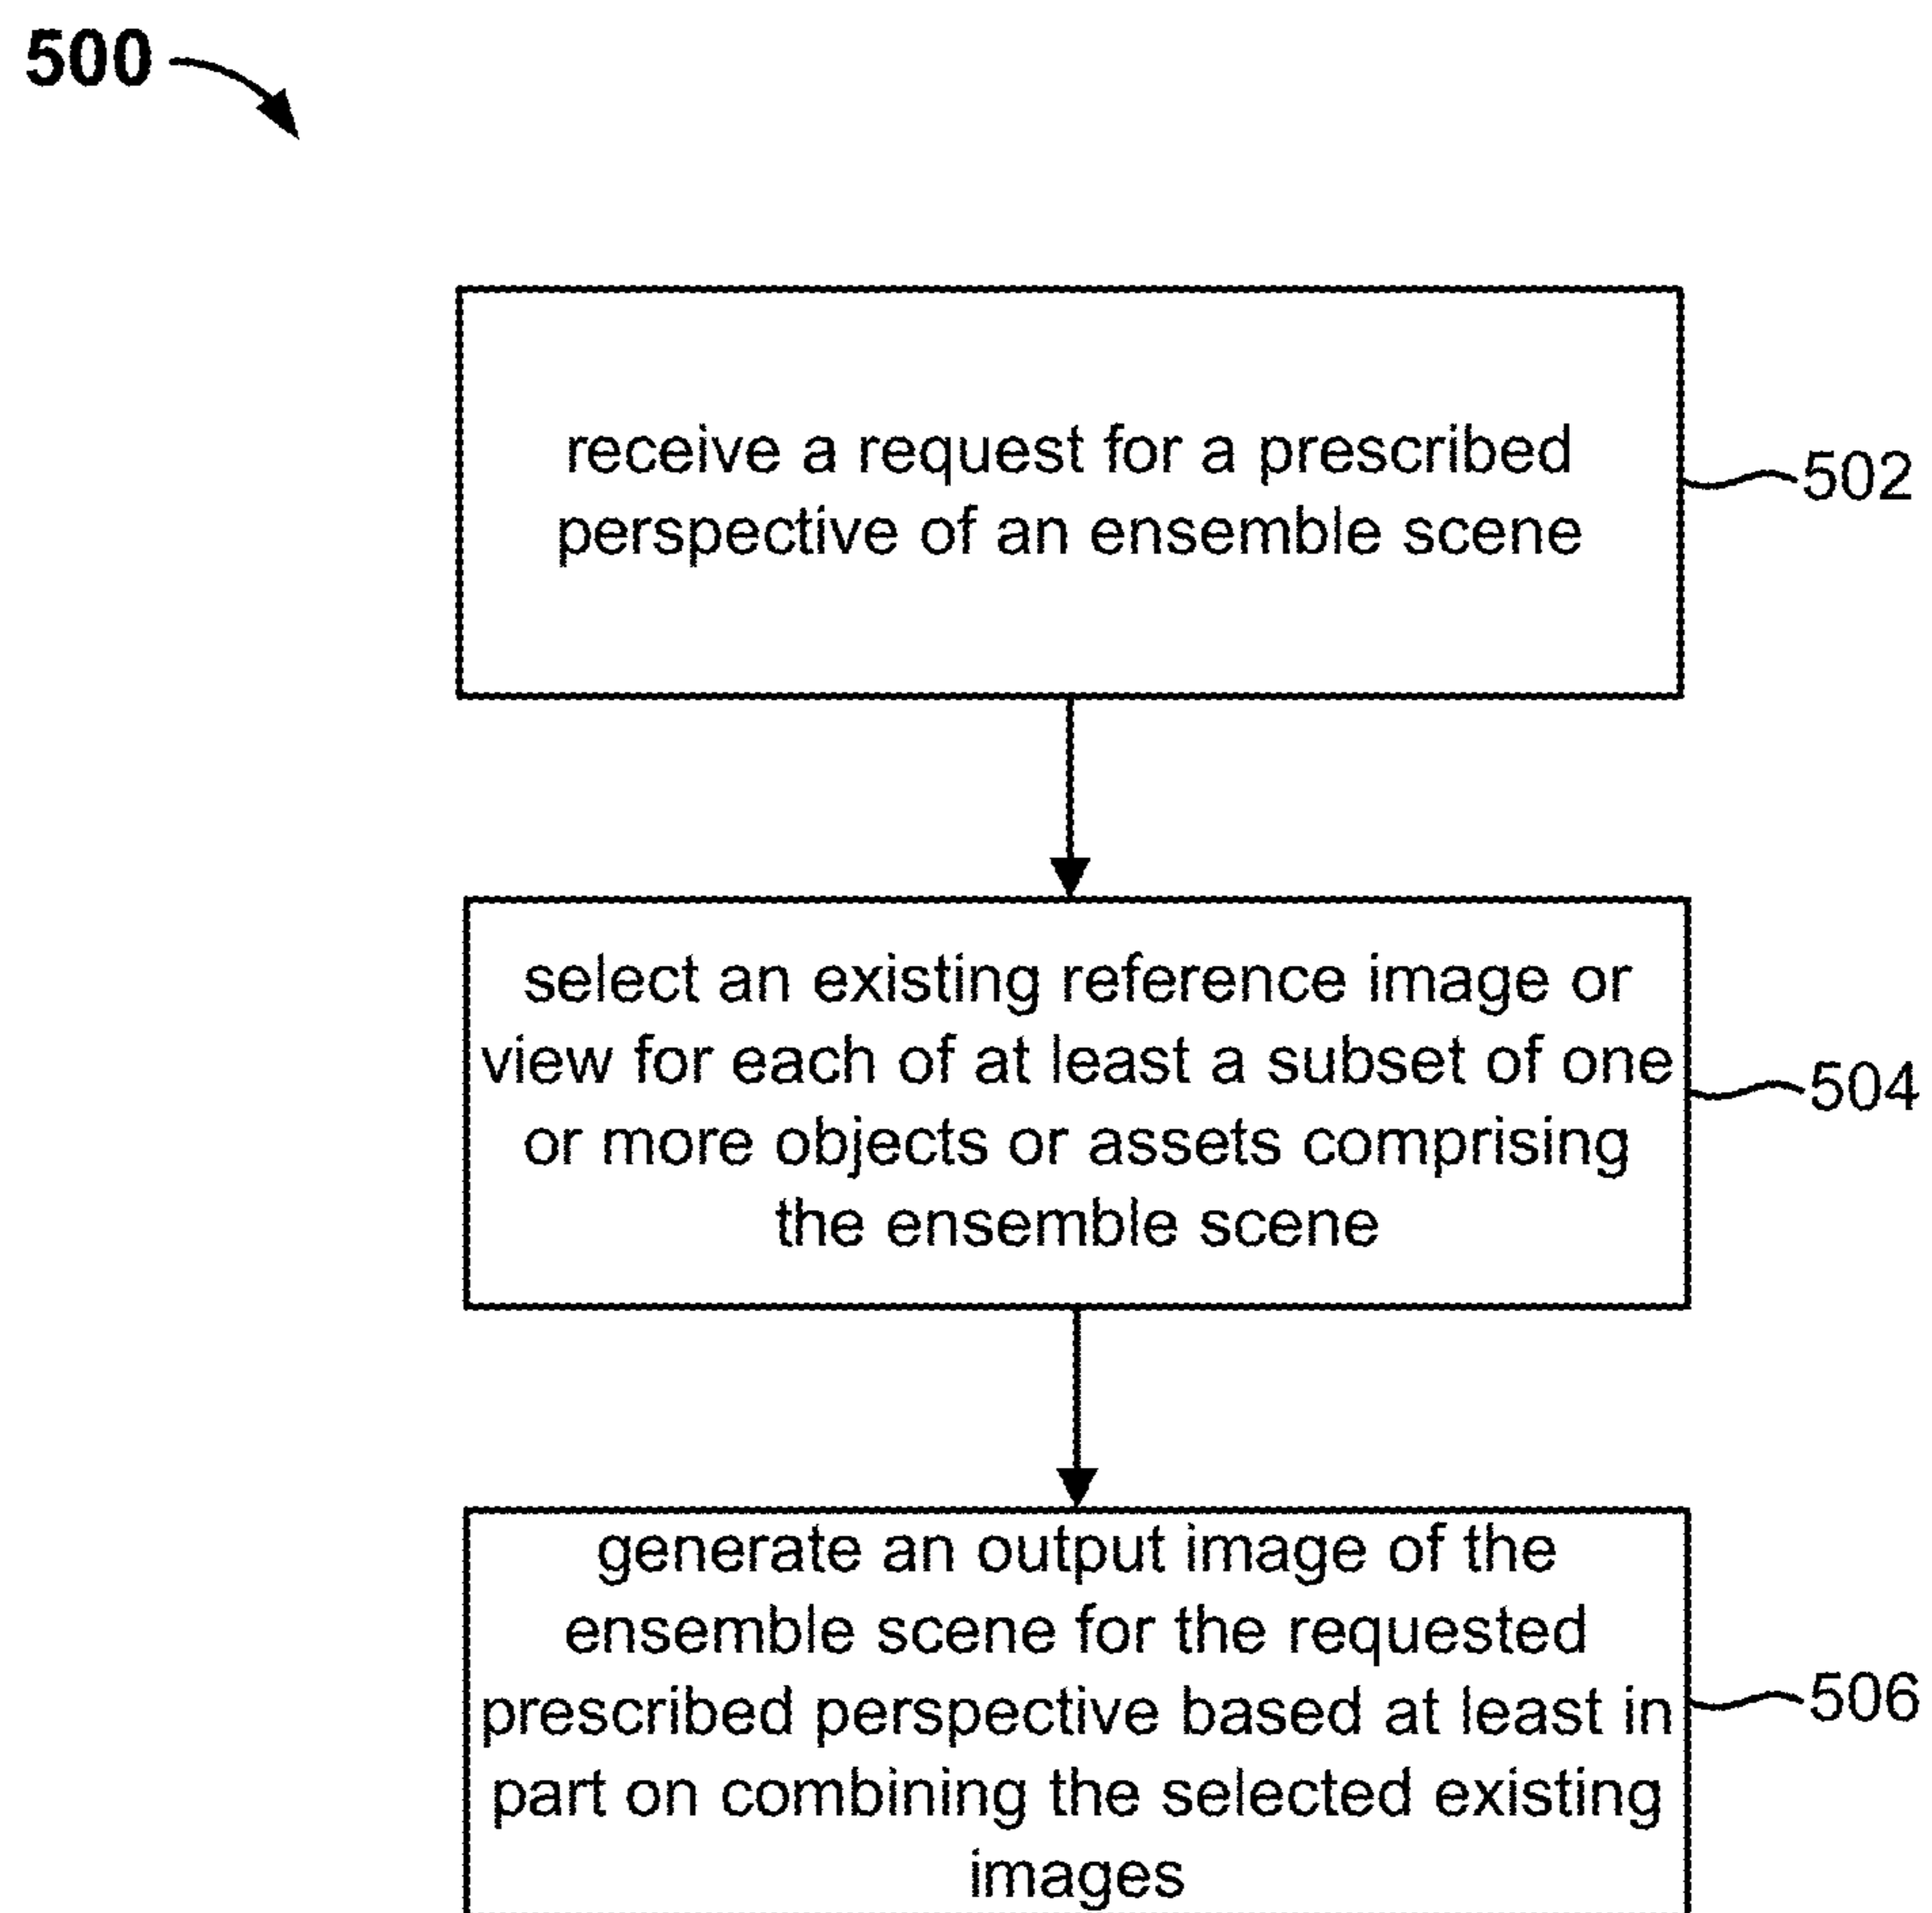 500
receive a request for a prescribed
perspective of an ensemble scene
502
select an existing reference image or
view for each of at least a subset of one
or more objects or assets comprising
the ensemble scene
504
generate an output image of the
ensemble scene for the requested
prescribed perspective based at least in
part on combining the selected existing
images
506